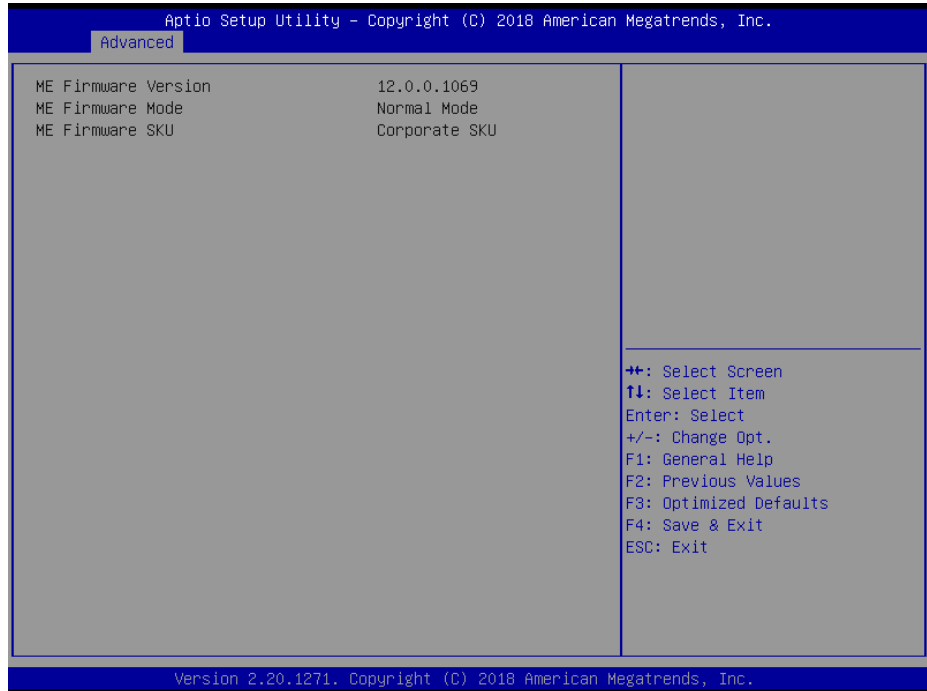 Aptio Setup Utility – Copyright (C) 2018 American Megatrends, Inc.
Advanced
ME Firmware Version 12.0.0.1069
ME Firmware Mode Normal Mode
ME Firmware SKU Corporate SKU
→←: Select Screen
↑↓: Select Item
Enter: Select
+/-: Change Opt.
F1: General Help
F2: Previous Values
F3: Optimized Defaults
F4: Save & Exit
ESC: Exit
Version 2.20.1271. Copyright (C) 2018 American Megatrends, Inc.